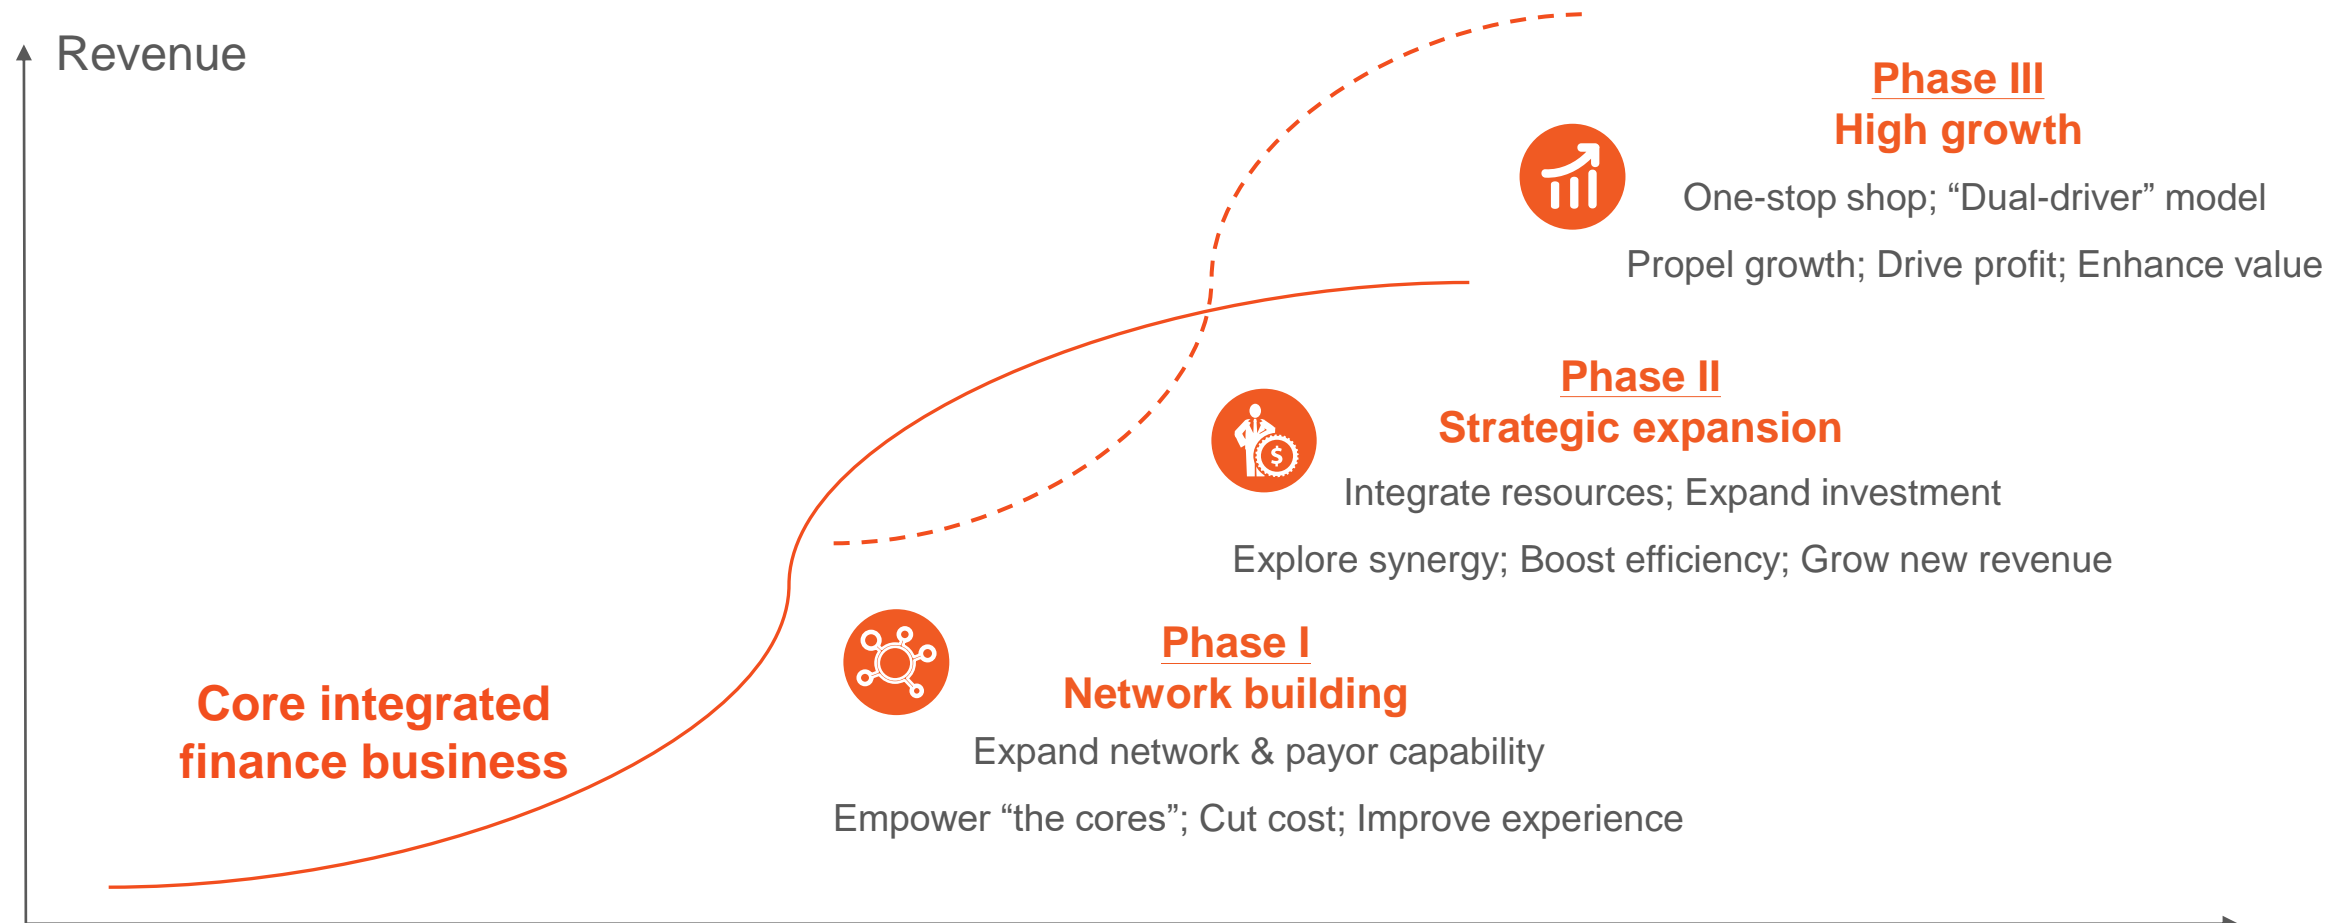 Revenue
Phase III
High growth
One-stop shop; “Dual-driver” model
Propel growth; Drive profit; Enhance value
Phase II
Strategic expansion
$
Integrate resources; Expand investment
Explore synergy; Boost efficiency; Grow new revenue
Phase I
Network building
Expand network & payor capability
Empower “the cores”; Cut cost; Improve experience
Core integrated
finance business